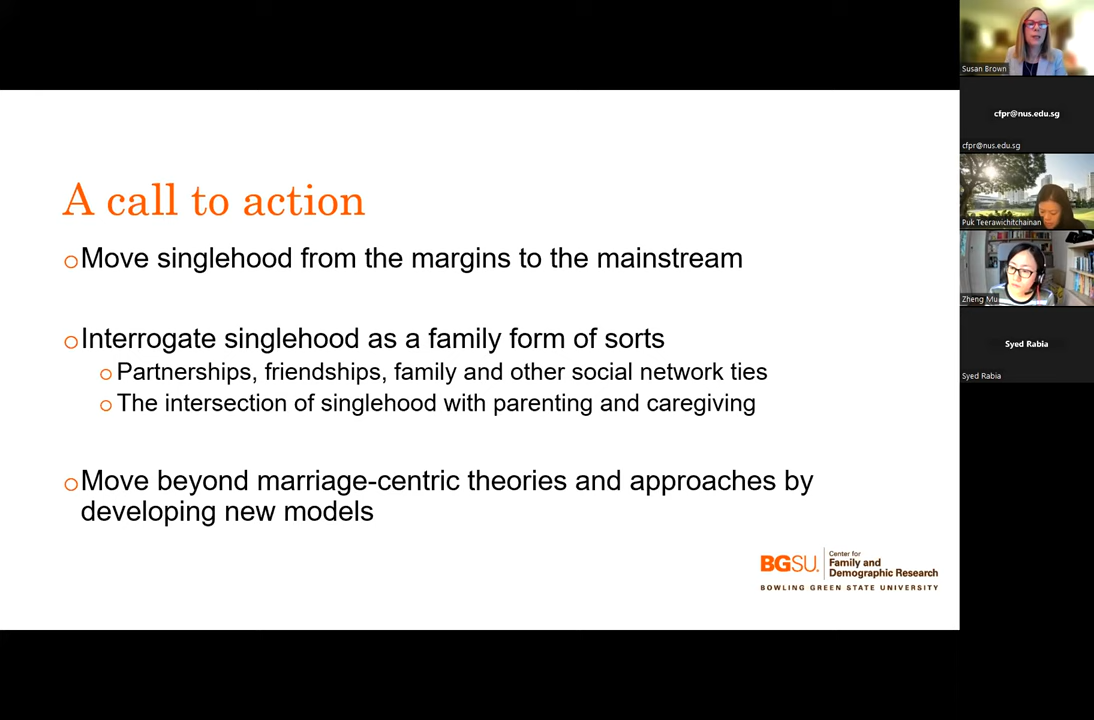 A call to action
Move singlehood from the margins to the mainstream
Interrogate singlehood as a family form of sorts
Partnerships, friendships, family and other social network ties
The intersection of singlehood with parenting and caregiving
Move beyond marriage-centric theories and approaches by
developing new models
BGSU.
Center for
Family and
Demographic Research
BOWLING GREEN STATE UNIVERSITY
Susan Brown
cfpr@nus.edu.sg
cfpr@nus.edu.sg
Puk Teerawichitchainan
Zheng Mu
Syed Rabia
Syed Rabia